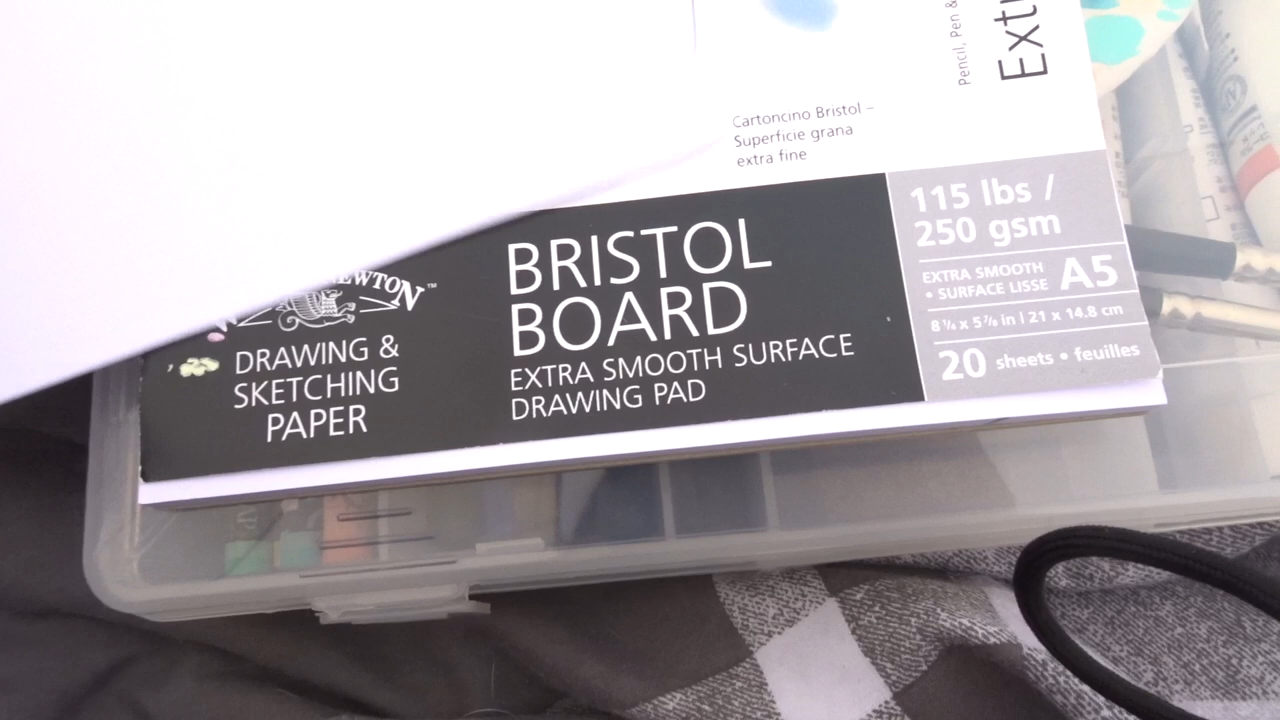 Pencil, Pen &
Cartoncino Bristol –
Superficie grana
extra fine
DRAWING &
SKETCHING
PAPER
BRISTOL
BOARD
EXTRA SMOOTH SURFACE
DRAWING PAD
115 lbs /
250 gsm
EXTRA SMOOTH
• SURFACE LISSE
A5
8 ¼ x 5 ⅞ in | 21 x 14.8 cm
20 sheets • feuilles